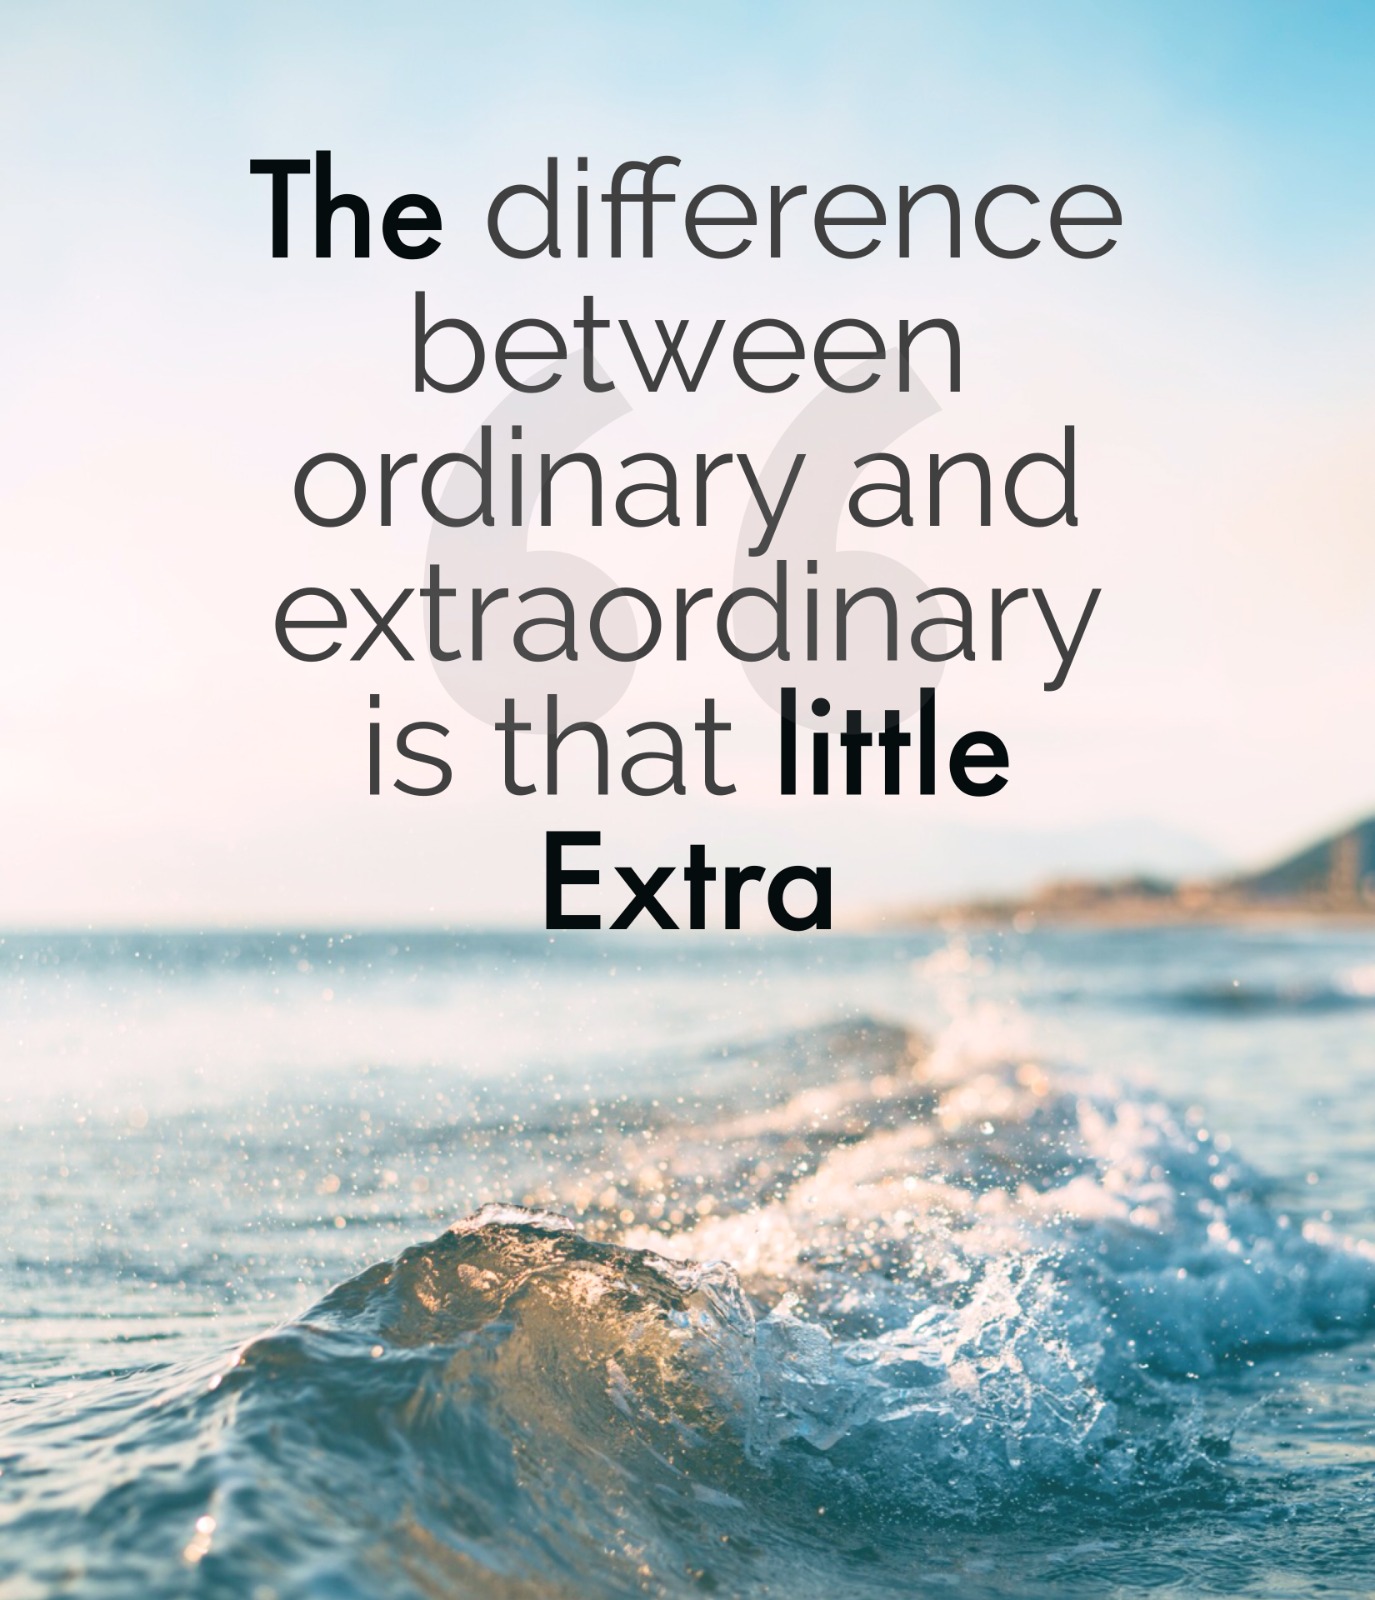 The difference
between
ordinary and
extraordinary
is that little
Extra